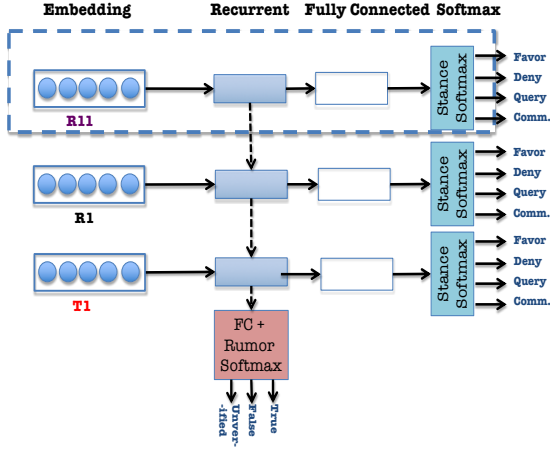 Embedding Recurrent Fully Connected Softmax
R11
Stance
Softmax
Favor
Deny
Query
Comm.
R1
Stance
Softmax
Favor
Deny
Query
Comm.
T1
Stance
Softmax
Favor
Deny
Query
Comm.
FC +
Rumor
Softmax
Unver-
-ified
False
True